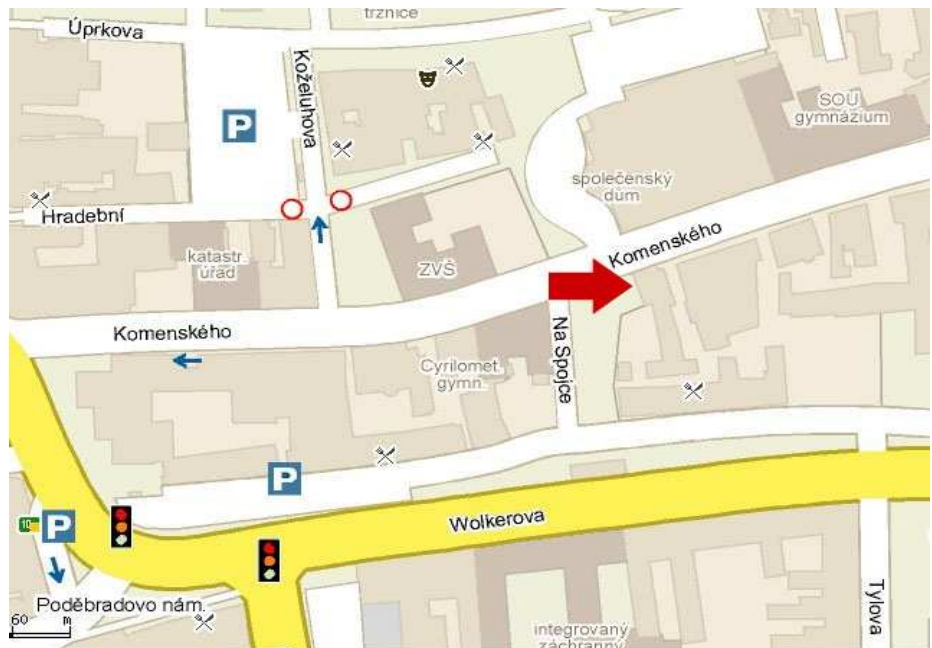 tržnice
Úprkova
Koželuhova
P
SOU
gymnázium
společenský
dům
Hradební
Komenského
katastr.
úřad
ZVŠ
Komenského
Na Spojce
Cyrilomet.
gymn.
P
10
P
Wolkerova
Tylova
Poděbradovo nám.
60 m
integrovaný
záchranný